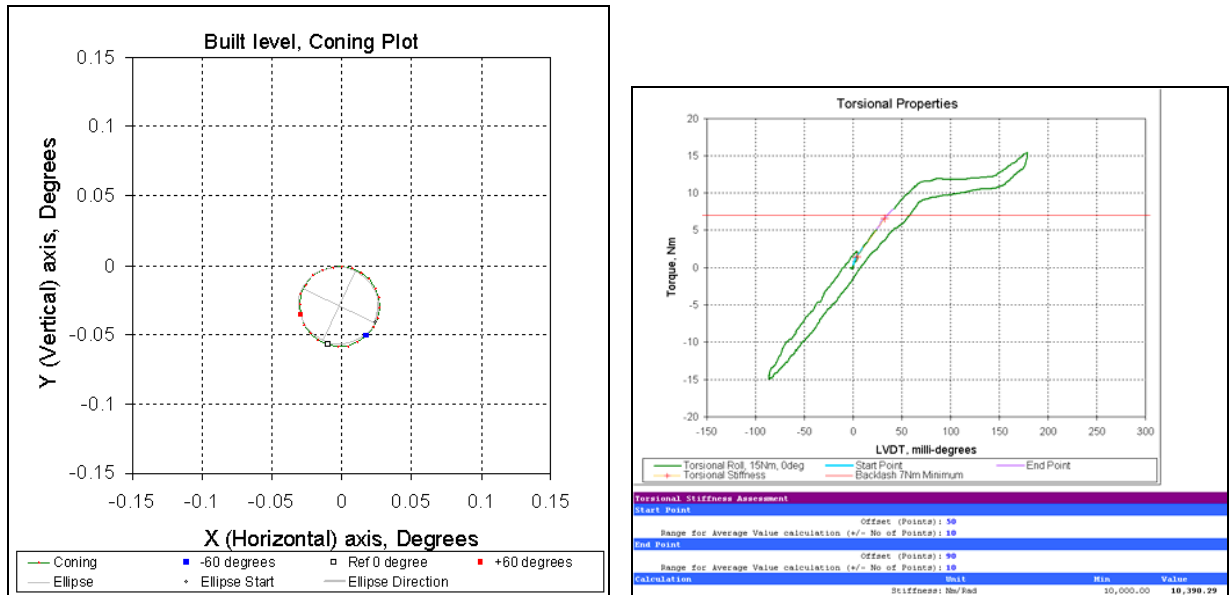 Built level, Coning Plot
0.15
0.1
0.05
0
-0.05
-0.1
-0.15
Y (Vertical) axis, Degrees
-0.15 -0.1 -0.05 0 0.05 0.1 0.15
X (Horizontal) axis, Degrees
Coning -60 degrees Ref 0 degree +60 degrees
Ellipse Ellipse Start Ellipse Direction
Torsional Properties
20
15
10
5
0
-5
-10
-15
-20
Torque, Nm
-150 -100 -50 0 50 100 150 200 250 300
LVDT, milli-degrees
Torsional Roll, 15Nm, 0deg Start Point End Point
Torsional Stiffness Backlash 7Nm Minimum
Torsional Stiffness Assessment
Start Point
Offset (Points): 50
Range for Average Value calculation (+/- No of Points): 10
End Point
Offset (Points): 90
Range for Average Value calculation (+/- No of Points): 10
Calculation Unit Min Value
Stiffness: Nm/Rad 10,000.00 10,390.29